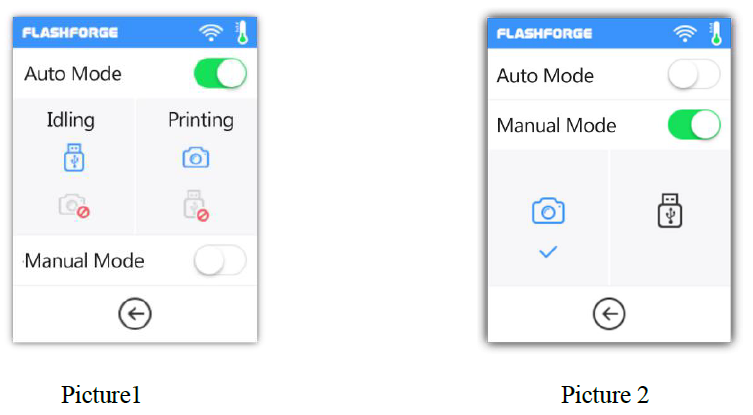 FLASHFORGE
Auto Mode
Idling Printing
Manual Mode
Picture1
FLASHFORGE
Auto Mode
Manual Mode
Picture 2